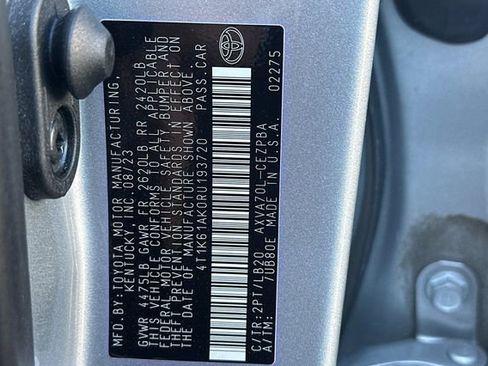 MFD. BY:TOYOTA MOTOR MANUFACTURING,
KENTUCKY, INC. 08/23
GVWR 4475LB GAWR FR 2620LB RR 2420LB
THIS VEHICLE CONFORMS TO ALL APPLICABLE
FEDERAL MOTOR VEHICLE SAFETY, BUMPER, AND
THEFT PREVENTION STANDARDS IN EFFECT ON
THE DATE OF MANUFACTURE SHOWN ABOVE.
4T1K61AK0RU193720 PASS.CAR
C/TR:2PT/LB20 AXVA70L-CEZPBA
A/TM: 7UB80E MADE IN U.S.A. 02275